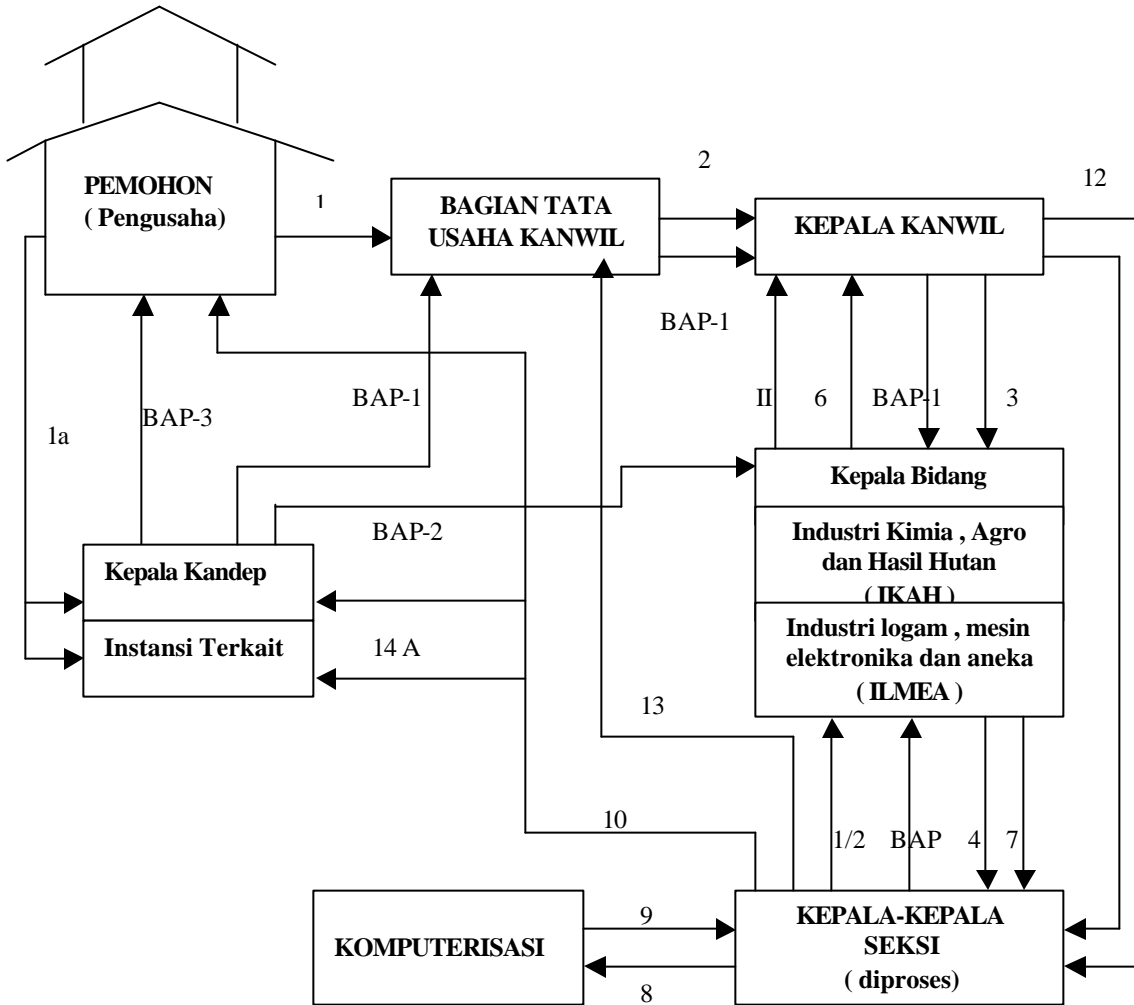 2
12
PEMOHON
( Pengusaha)
1
BAGIAN TATA
USAHA KANWIL
KEPALA KANWIL
BAP-1
BAP-3
BAP-1
II
6
BAP-1
3
1a
Kepala Bidang
BAP-2
Industri Kimia , Agro
dan Hasil Hutan
( IKAH )
Kepala Kandep
Instansi Terkait
14 A
Industri logam , mesin
elektronika dan aneka
( ILMEA )
13
10
1/2
BAP
4
7
KOMPUTERISASI
9
8
KEPALA-KEPALA
SEKSI
( diproses)